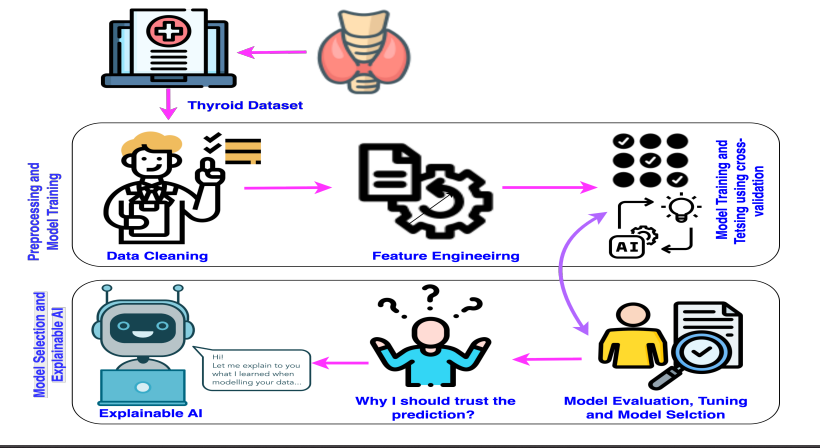 Thyroid Dataset
Preprocessing and
Model Training
Data Cleaning
Feature Engineeirng
AI
Model Training and
Tetsing using cross-
validation
Model Selection and
Explainable AI
Hi!
Let me explain to you
what I learned when
modelling your data...
Explainable AI
Why I should trust the
prediction?
Model Evaluation, Tuning
and Model Selction